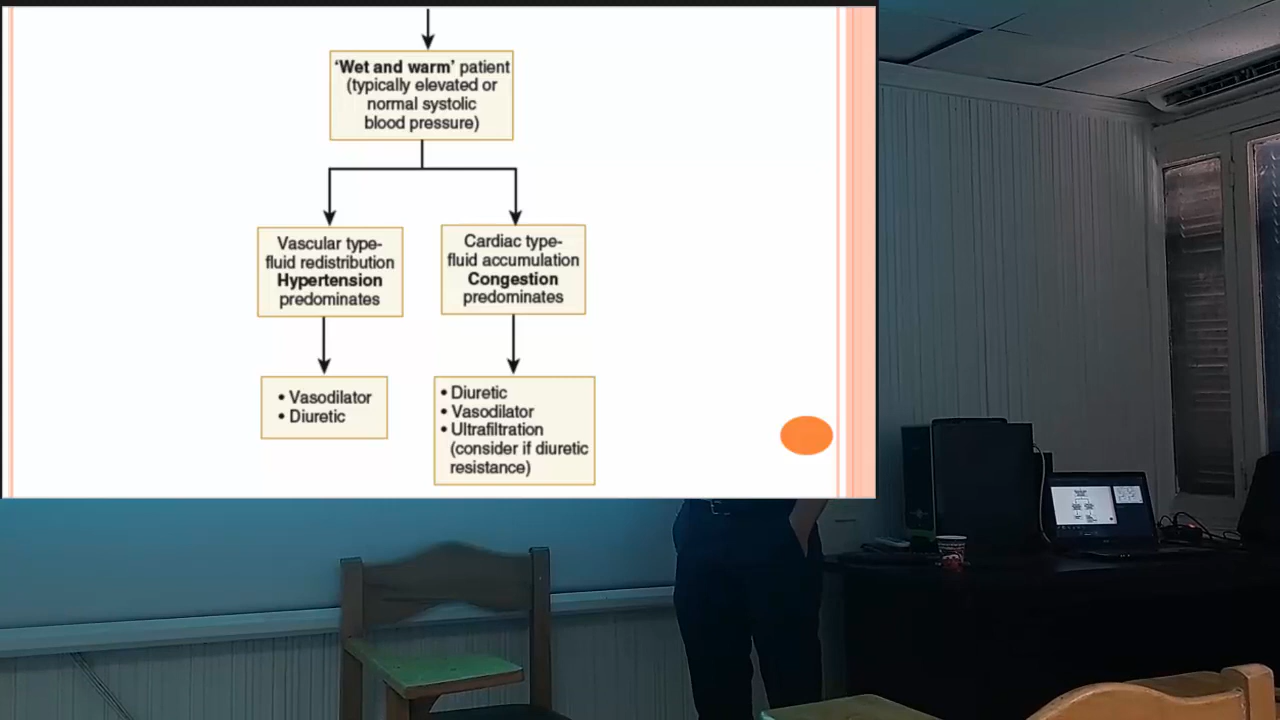 ‘Wet and warm’ patient
(typically elevated or
normal systolic
blood pressure)
Vascular type-
fluid redistribution
Hypertension
predominates
Cardiac type-
fluid accumulation
Congestion
predominates
• Vasodilator
• Diuretic
• Diuretic
• Vasodilator
• Ultrafiltration
(consider if diuretic
resistance)